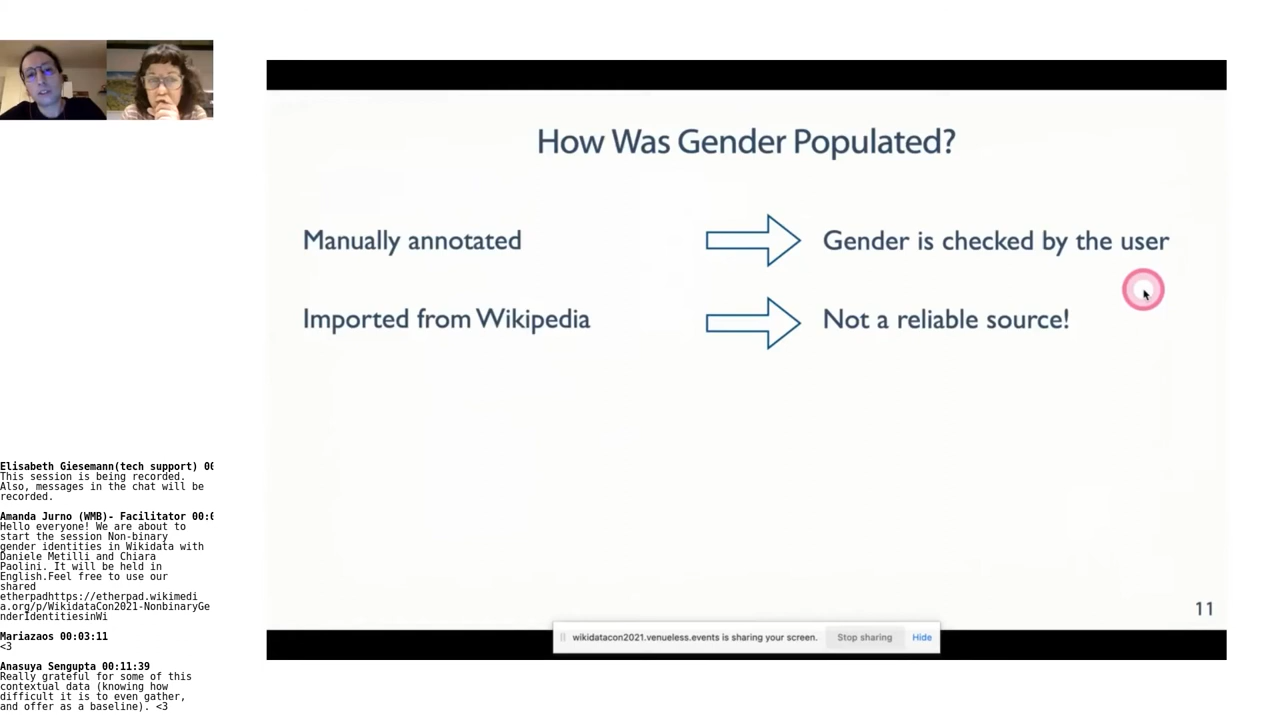 How Was Gender Populated?
Manually annotated
Gender is checked by the user
Imported from Wikipedia
Not a reliable source!
11
wikidatacon2021.venueless.events is sharing your screen.
Stop sharing
Hide
Elisabeth Giesemann(tech support) 00
This session is being recorded.
Also, messages in the chat will be
recorded.
Amanda Jurno (WMB)- Facilitator 00:0
Hello everyone! We are about to
start the session Non-binary
gender identities in Wikidata with
Daniele Metilli and Chiara
Paolini. It will be held in
English.Feel free to use our
shared
etherpadhttps://etherpad.wikimedi
a.org/p/WikidataCon2021-NonbinaryGe
nderIdentitiesinWi
Mariazaos 00:03:11
<3
Anasuya Sengupta 00:11:39
Really grateful for some of this
contextual data (knowing how
difficult it is to even gather,
and offer as a baseline). <3